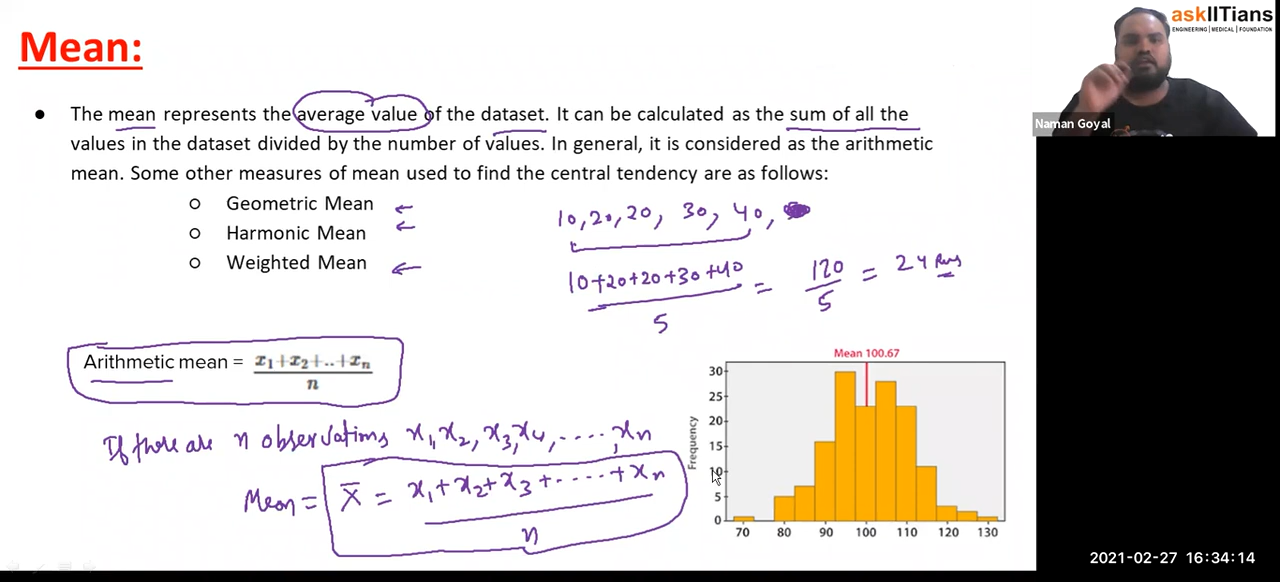 askIITians
ENGINEERING | MEDICAL | FOUNDATION
Mean:
● The mean represents the average value of the dataset. It can be calculated as the sum of all the
Naman Goyal
values in the dataset divided by the number of values. In general, it is considered as the arithmetic
mean. Some other measures of mean used to find the central tendency are as follows:
○ Geometric Mean ←
○ Harmonic Mean ←
○ Weighted Mean ←
10, 20, 20, 30, 40,
10+20+20+30+40 / 5 = 120 / 5 = 24 Ans
Arithmetic mean = x₁+x₂+..+xₙ / n
If there are n observations x₁, x₂, x₃, x₄, ....., xₙ
Mean = X̄ = x₁+x₂+x₃+.....+xₙ / n
Mean 100.67
Frequency
30
25
20
15
10
5
0
70 80 90 100 110 120 130
2021-02-27 16:34:14